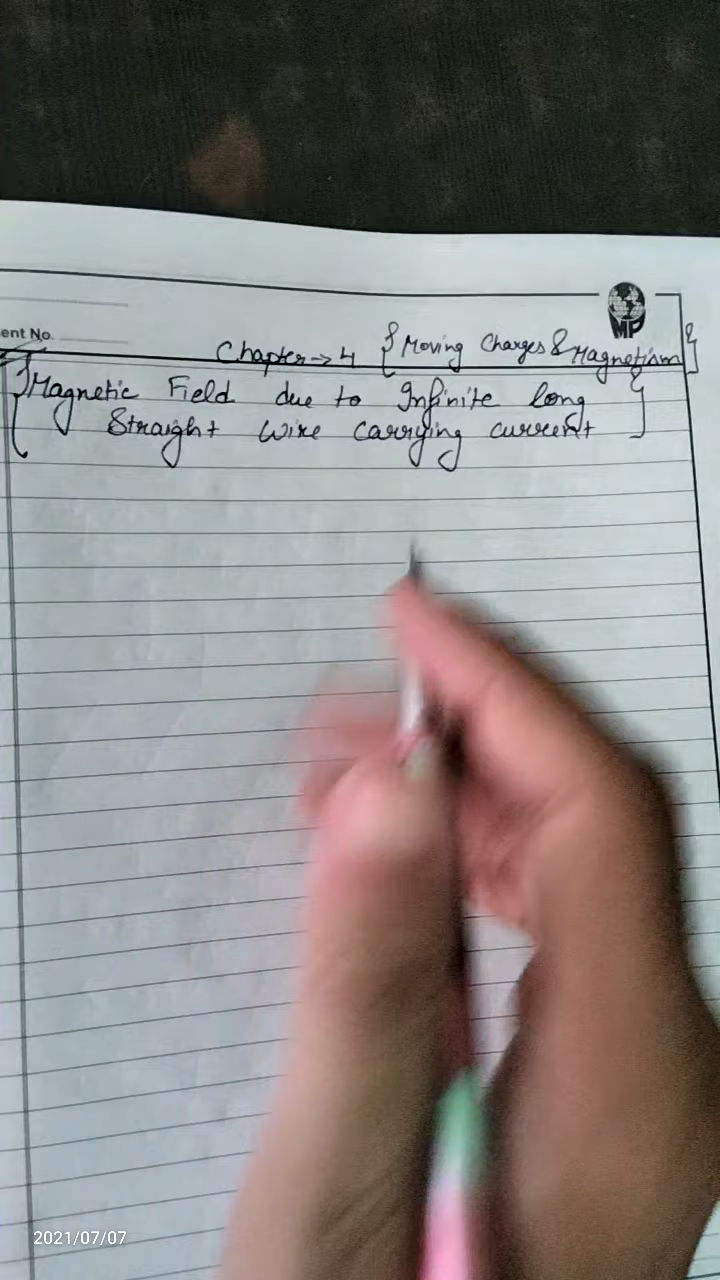 MP
ent No.
Chapter → 4 {Moving Charges & Magnetism}
{Magnetic Field due to Infinite long
Straight Wire carrying current}
2021/07/07